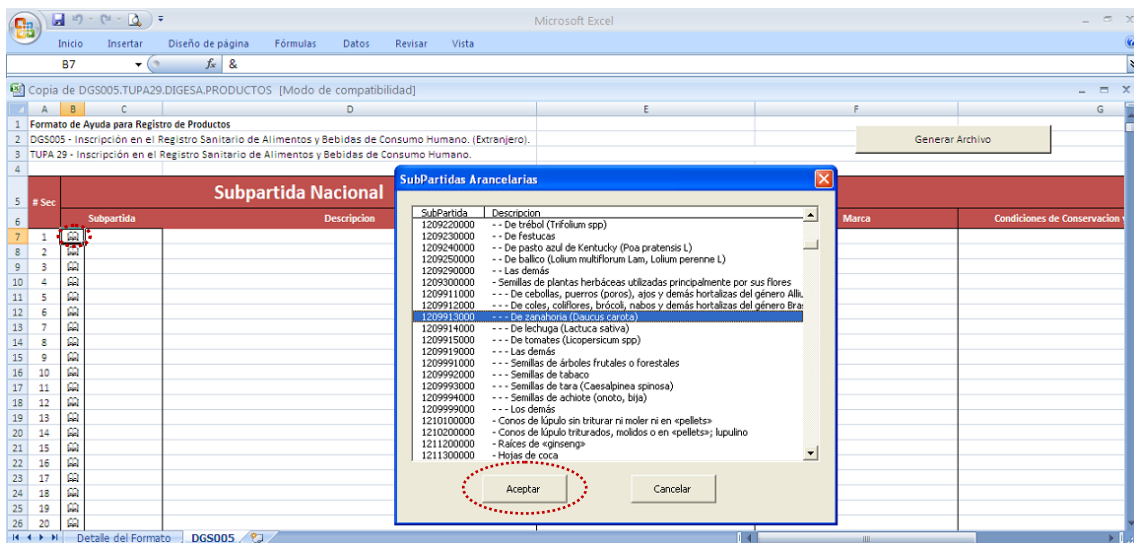 Microsoft Excel
Inicio Insertar Diseño de página Fórmulas Datos Revisar Vista
B7 fx &
Copia de DGS005.TUPA29.DIGESA.PRODUCTOS [Modo de compatibilidad]
A B C D E F G
1 Formato de Ayuda para Registro de Productos
2 DGS005 - Inscripción en el Registro Sanitario de Alimentos y Bebidas de Consumo Humano. (Extranjero).
Generar Archivo
3 TUPA 29 - Inscripción en el Registro Sanitario de Alimentos y Bebidas de Consumo Humano.
4
5 # Sec Subpartida Nacional
6 Subpartida Descripcion Marca Condiciones de Conservacion y
7 1
8 2
9 3
10 4
11 5
12 6
13 7
14 8
15 9
16 10
17 11
18 12
19 13
20 14
21 15
22 16
23 17
24 18
25 19
26 20
SubPartidas Arancelarias
SubPartida Descripcion
1209220000 - - De trébol (Trifolium spp)
1209230000 - - De festucas
1209240000 - - De pasto azul de Kentucky (Poa pratensis L)
1209250000 - - De ballico (Lolium multiflorum Lam, Lolium perenne L)
1209290000 - - Las demás
1209300000 - Semillas de plantas herbáceas utilizadas principalmente por sus flores
1209911000 - - - De cebollas, puerros (poros), ajos y demás hortalizas del género Alliu
1209912000 - - - De coles, coliflores, brócoli, nabos y demás hortalizas del género Bras
1209913000 - - - De zanahoria (Daucus carota)
1209914000 - - - De lechuga (Lactuca sativa)
1209915000 - - - De tomates (Licopersicum spp)
1209919000 - - - Las demás
1209991000 - - - Semillas de árboles frutales o forestales
1209992000 - - - Semillas de tabaco
1209993000 - - - Semillas de tara (Caesalpinea spinosa)
1209994000 - - - Semillas de achiote (onoto, bija)
1209999000 - - - Los demás
1210100000 - Conos de lúpulo sin triturar ni moler ni en «pellets»
1210200000 - Conos de lúpulo triturados, molidos o en «pellets»; lupulino
1211200000 - Raíces de «ginseng»
1211300000 - Hojas de coca
Aceptar Cancelar
Detalle del Formato DGS005